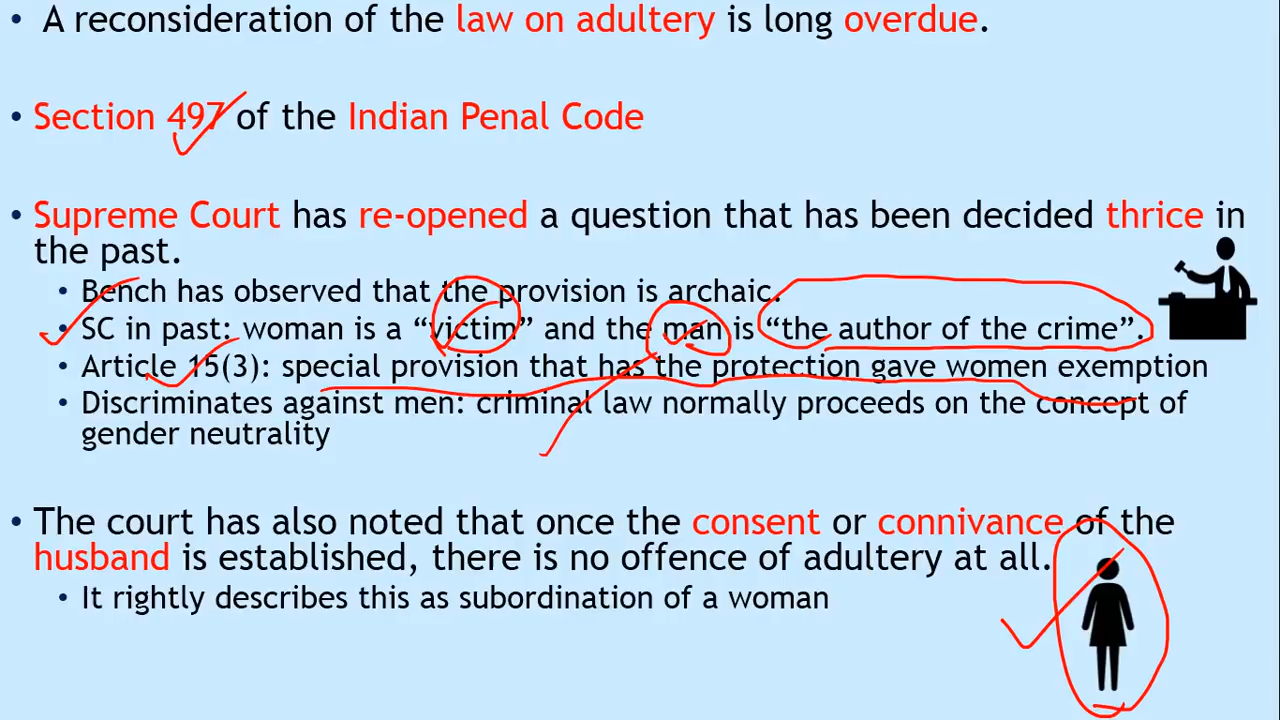 • A reconsideration of the law on adultery is long overdue.
• Section 497 of the Indian Penal Code
• Supreme Court has re-opened a question that has been decided thrice in
the past.
• Bench has observed that the provision is archaic.
• SC in past: woman is a “victim” and the man is “the author of the crime”.
• Article 15(3): special provision that has the protection gave women exemption
• Discriminates against men: criminal law normally proceeds on the concept of
gender neutrality
• The court has also noted that once the consent or connivance of the
husband is established, there is no offence of adultery at all.
• It rightly describes this as subordination of a woman